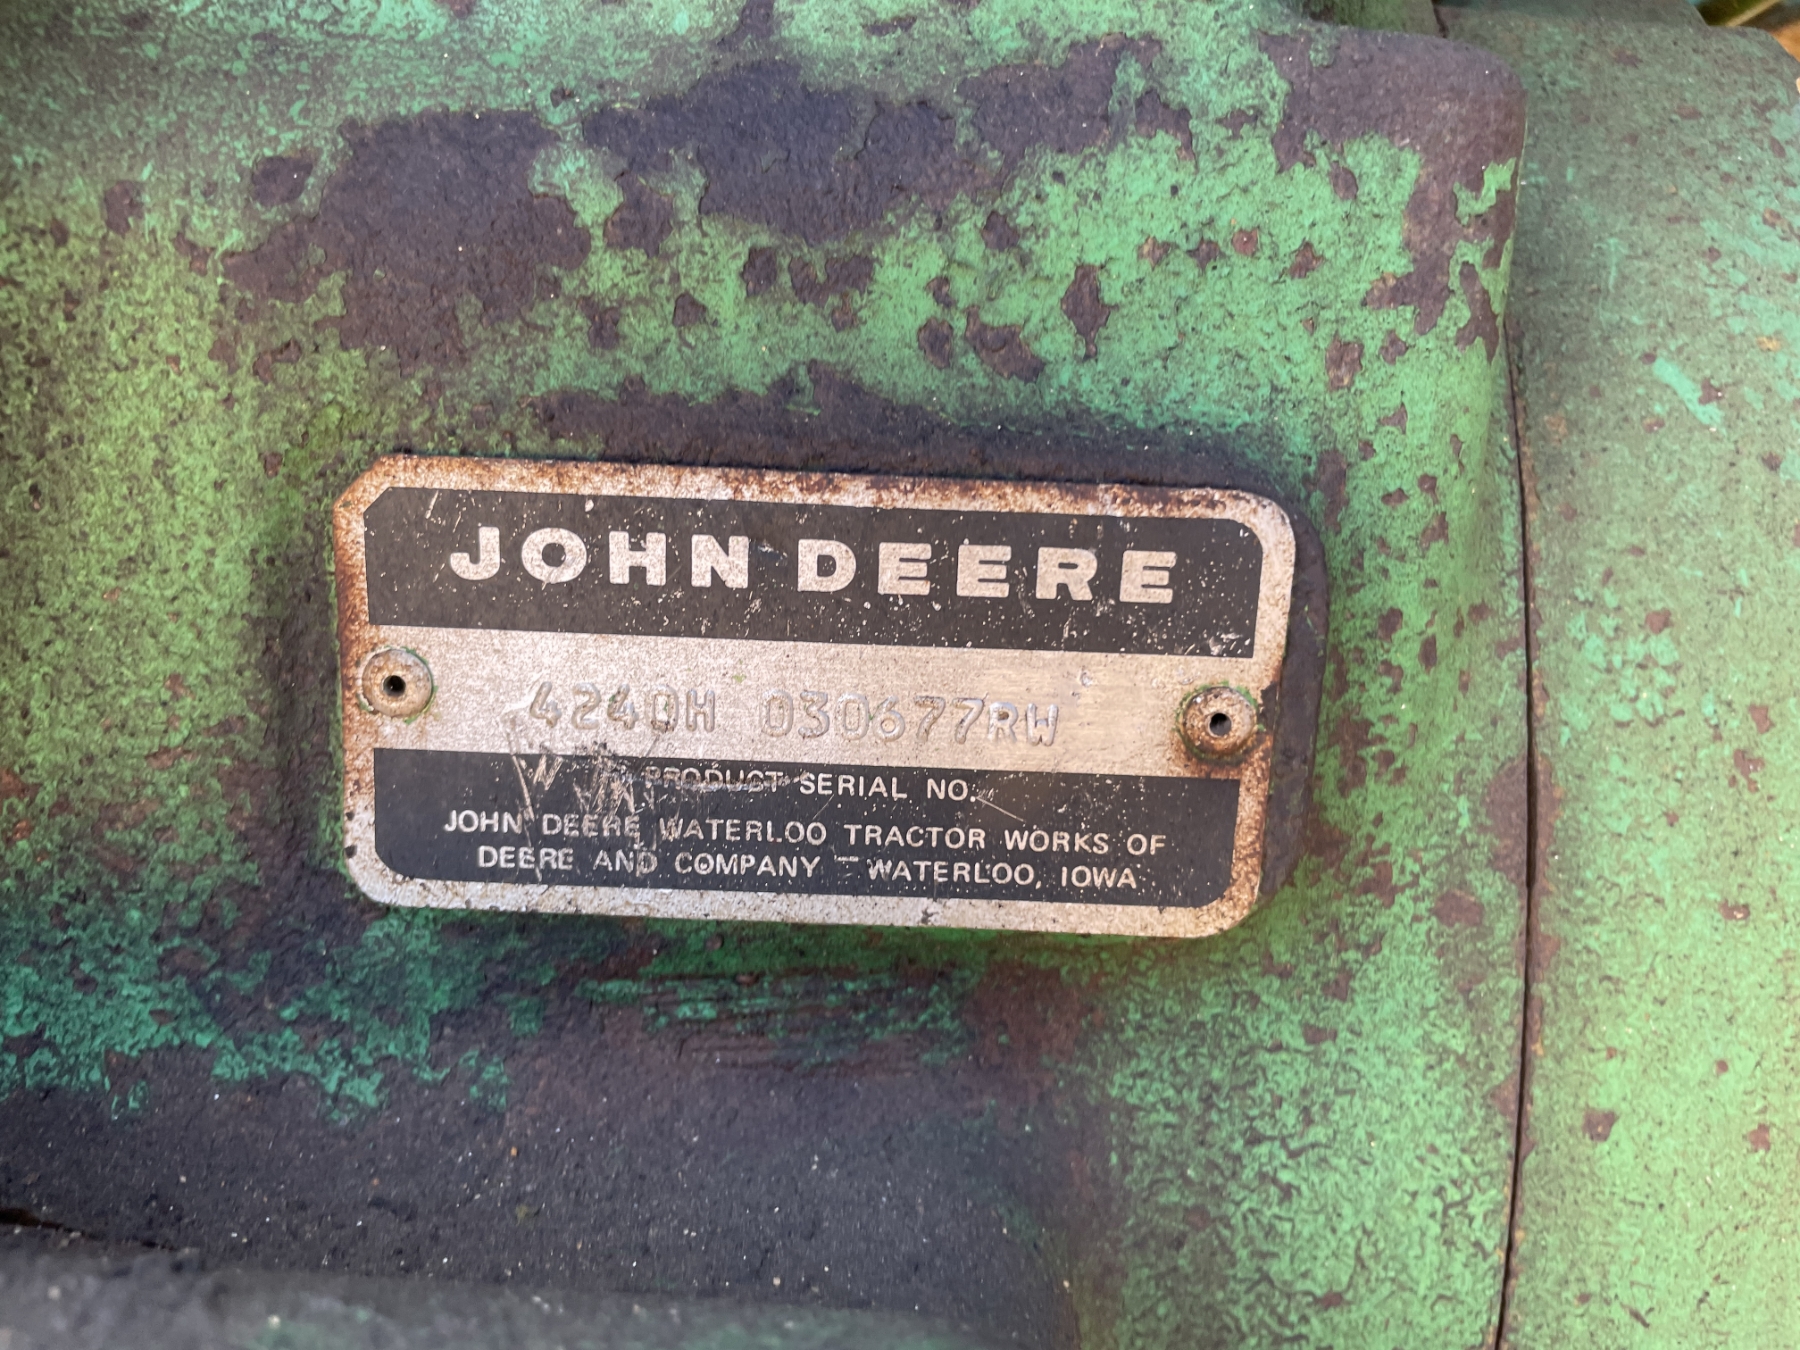 JOHN DEERE
4240H 030677RW
PRODUCT SERIAL NO.
JOHN DEERE WATERLOO TRACTOR WORKS OF
DEERE AND COMPANY - WATERLOO, IOWA